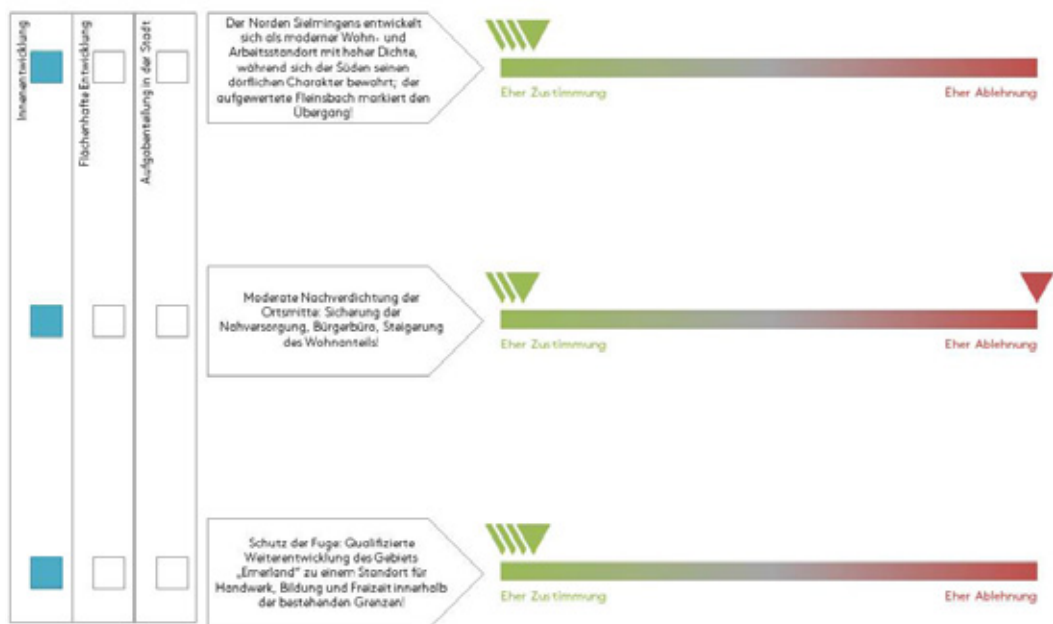 Innenentwicklung
Flächenhafte Entwicklung
Aufgabenteilung in der Stadt
Der Norden Sielmingens entwickelt
sich als moderner Wohn- und
Arbeitsstandort mit hoher Dichte,
während sich der Süden seinen
dörflichen Charakter bewahrt; der
aufgewertete Fleinsbach markiert den
Übergang!
Eher Zustimmung
Eher Ablehnung
Moderate Nachverdichtung der
Ortsmitte: Sicherung der
Nahversorgung, Bürgerbüro, Steigerung
des Wohnanteils!
Eher Zustimmung
Eher Ablehnung
Schutz der Fuge: Qualifizierte
Weiterentwicklung des Gebiets
„Emerland“ zu einem Standort für
Handwerk, Bildung und Freizeit innerhalb
der bestehenden Grenzen!
Eher Zustimmung
Eher Ablehnung